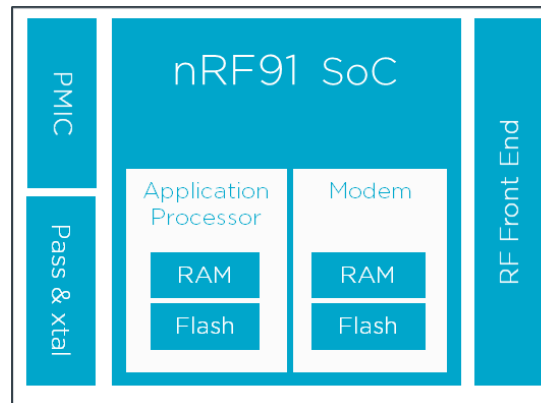 PMIC
Pass & xtal
nRF91 SoC
Application
Processor
RAM
Flash
Modem
RAM
Flash
RF Front End